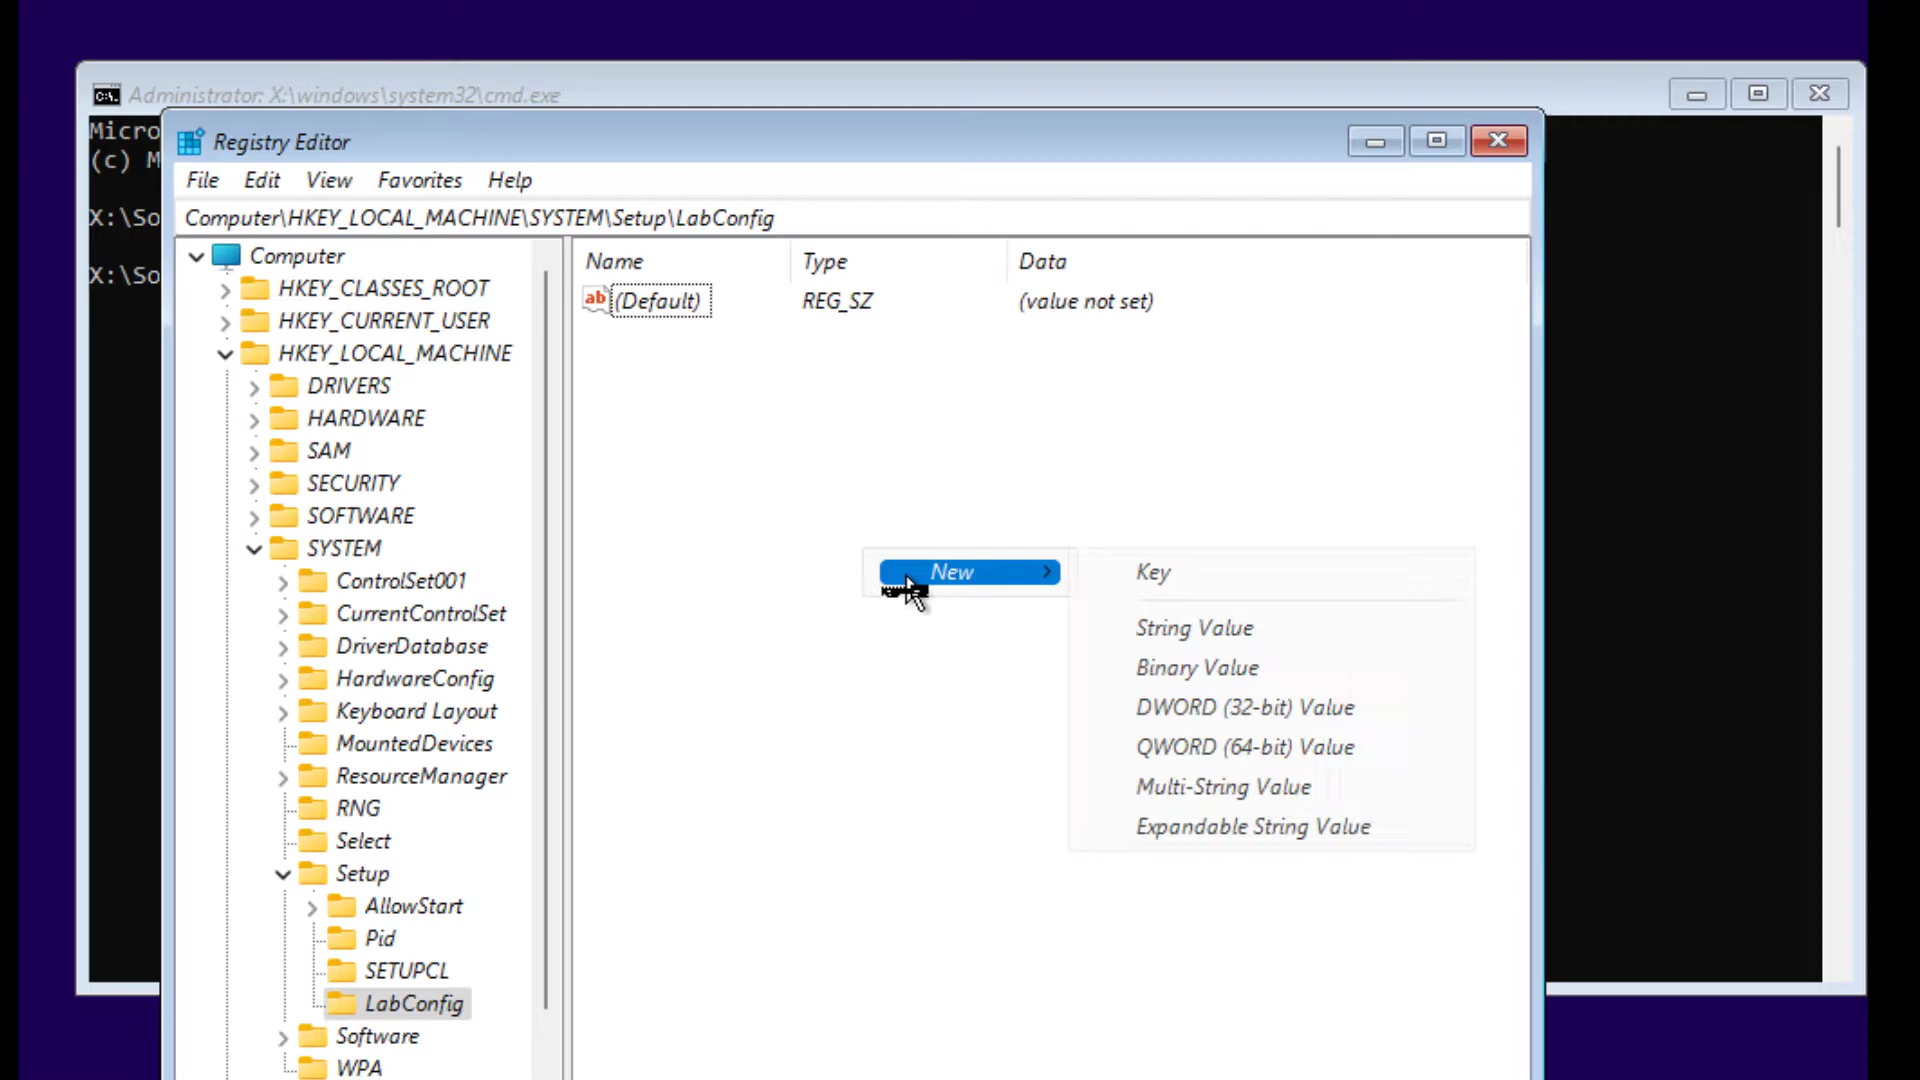 Administrator: X:\windows\system32\cmd.exe
Micro
(c) M
X:\So
X:\So
Registry Editor
File Edit View Favorites Help
Computer\HKEY_LOCAL_MACHINE\SYSTEM\Setup\LabConfig
Computer
HKEY_CLASSES_ROOT
HKEY_CURRENT_USER
HKEY_LOCAL_MACHINE
DRIVERS
HARDWARE
SAM
SECURITY
SOFTWARE
SYSTEM
ControlSet001
CurrentControlSet
DriverDatabase
HardwareConfig
Keyboard Layout
MountedDevices
ResourceManager
RNG
Select
Setup
AllowStart
Pid
SETUPCL
LabConfig
Software
WPA
Name Type Data
ab (Default) REG_SZ (value not set)
New
Key
String Value
Binary Value
DWORD (32-bit) Value
QWORD (64-bit) Value
Multi-String Value
Expandable String Value